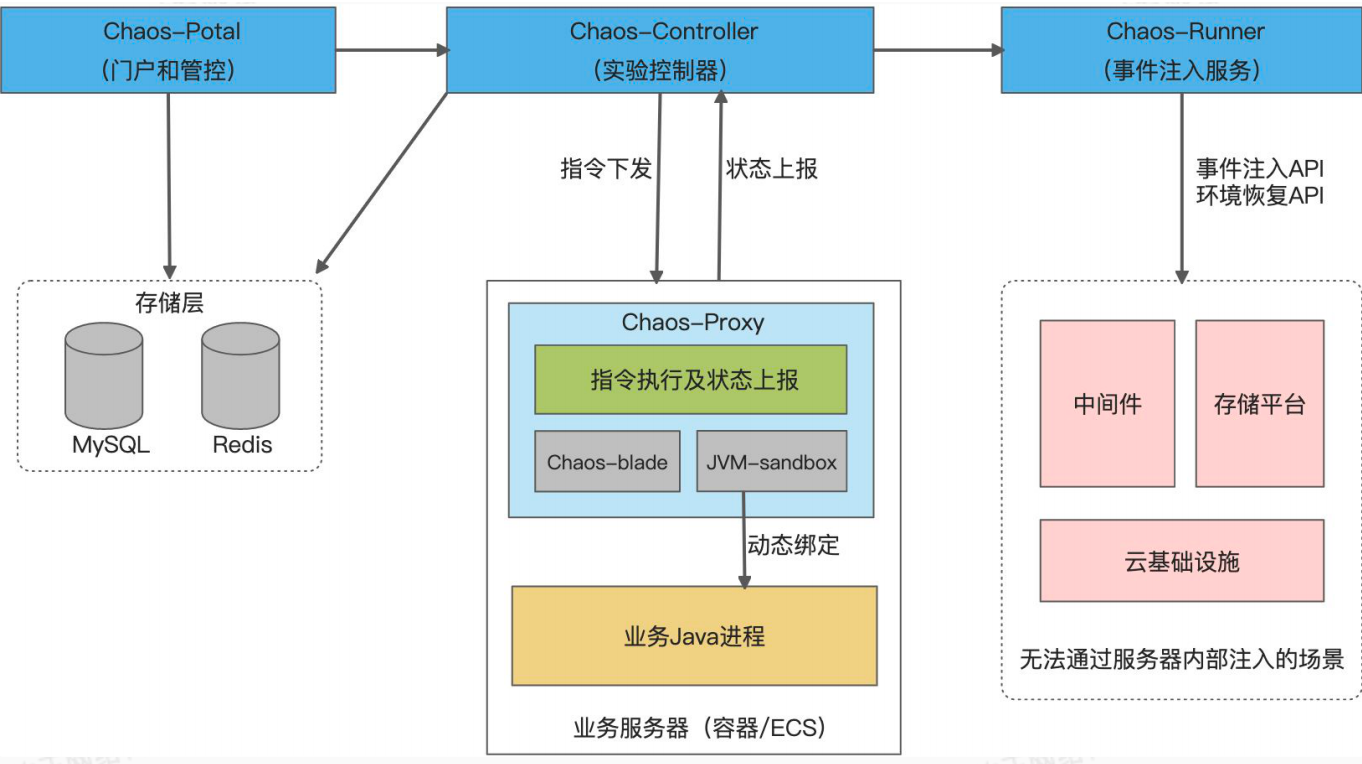 Chaos-Potal
（门户和管控）
Chaos-Controller
（实验控制器）
Chaos-Runner
（事件注入服务）
指令下发
状态上报
事件注入API
环境恢复API
存储层
MySQL
Redis
Chaos-Proxy
指令执行及状态上报
Chaos-blade
JVM-sandbox
动态绑定
业务Java进程
业务服务器（容器/ECS）
中间件
存储平台
云基础设施
无法通过服务器内部注入的场景